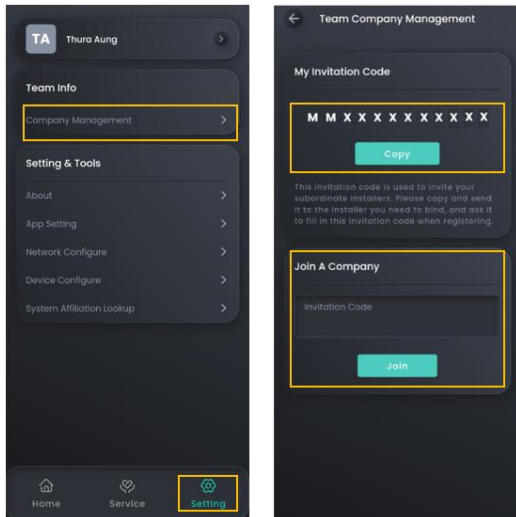 TA
Thura Aung
Team Info
Company Management
Setting & Tools
About
App Setting
Network Configure
Device Configure
System Affiliation Lookup
Home
Service
Setting
Team Company Management
My Invitation Code
M M X X X X X X X X X X
Copy
This invitation code is used to invite your
subordinate installers. Please copy and send
it to the installer you need to bind, and ask it
to fill in this invitation code when registering.
Join A Company
Invitation Code
Join